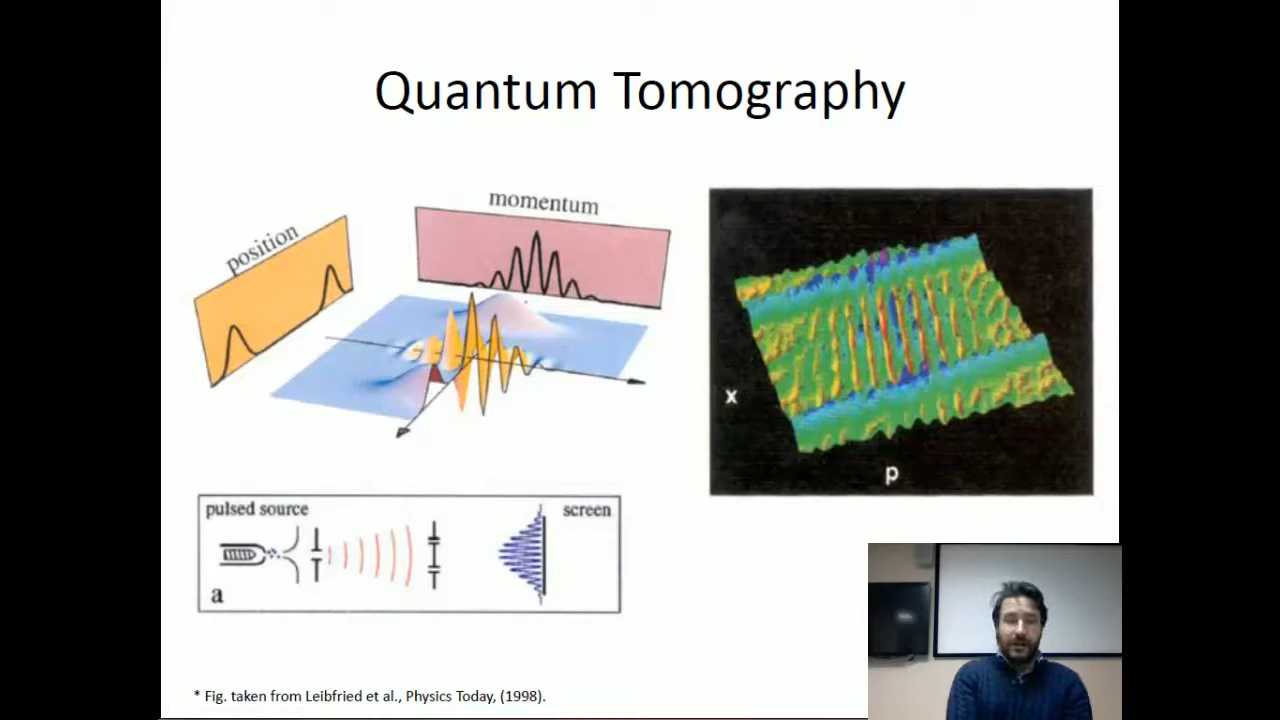 Quantum Tomography
position
momentum
x
p
pulsed source
screen
a
* Fig. taken from Leibfried et al., Physics Today, (1998).